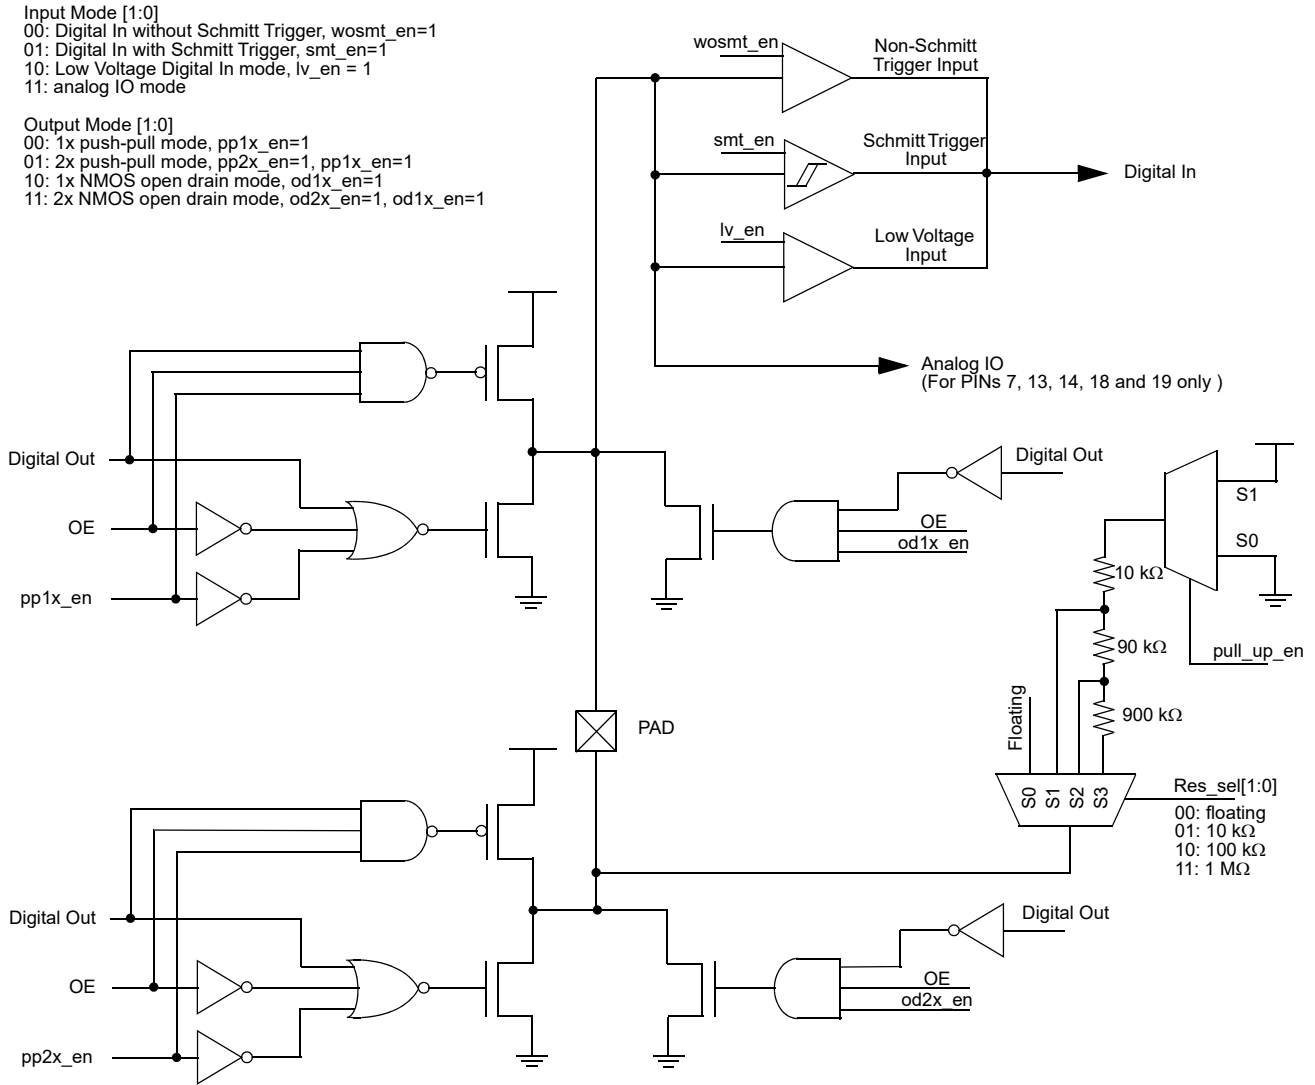 Input Mode [1:0]
00: Digital In without Schmitt Trigger, wosmt_en=1
01: Digital In with Schmitt Trigger, smt_en=1
10: Low Voltage Digital In mode, lv_en = 1
11: analog IO mode
Output Mode [1:0]
00: 1x push-pull mode, pp1x_en=1
01: 2x push-pull mode, pp2x_en=1, pp1x_en=1
10: 1x NMOS open drain mode, od1x_en=1
11: 2x NMOS open drain mode, od2x_en=1, od1x_en=1
wosmt_en
Non-Schmitt
Trigger Input
smt_en
Schmitt Trigger
Input
Digital In
lv_en
Low Voltage
Input
Analog IO
(For PINs 7, 13, 14, 18 and 19 only )
Digital Out
OE
pp1x_en
Digital Out
OE
od1x_en
S1
S0
10 kΩ
90 kΩ
pull_up_en
900 kΩ
Floating
PAD
S0
S1
S2
S3
Res_sel[1:0]
00: floating
01: 10 kΩ
10: 100 kΩ
11: 1 MΩ
Digital Out
OE
pp2x_en
Digital Out
OE
od2x_en